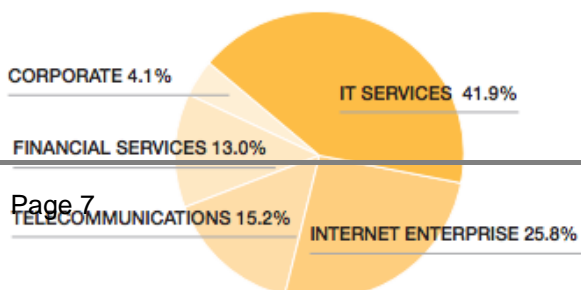 CORPORATE 4.1%
IT SERVICES 41.9%
FINANCIAL SERVICES 13.0%
Page 7
TELECOMMUNICATIONS 15.2%
INTERNET ENTERPRISE 25.8%